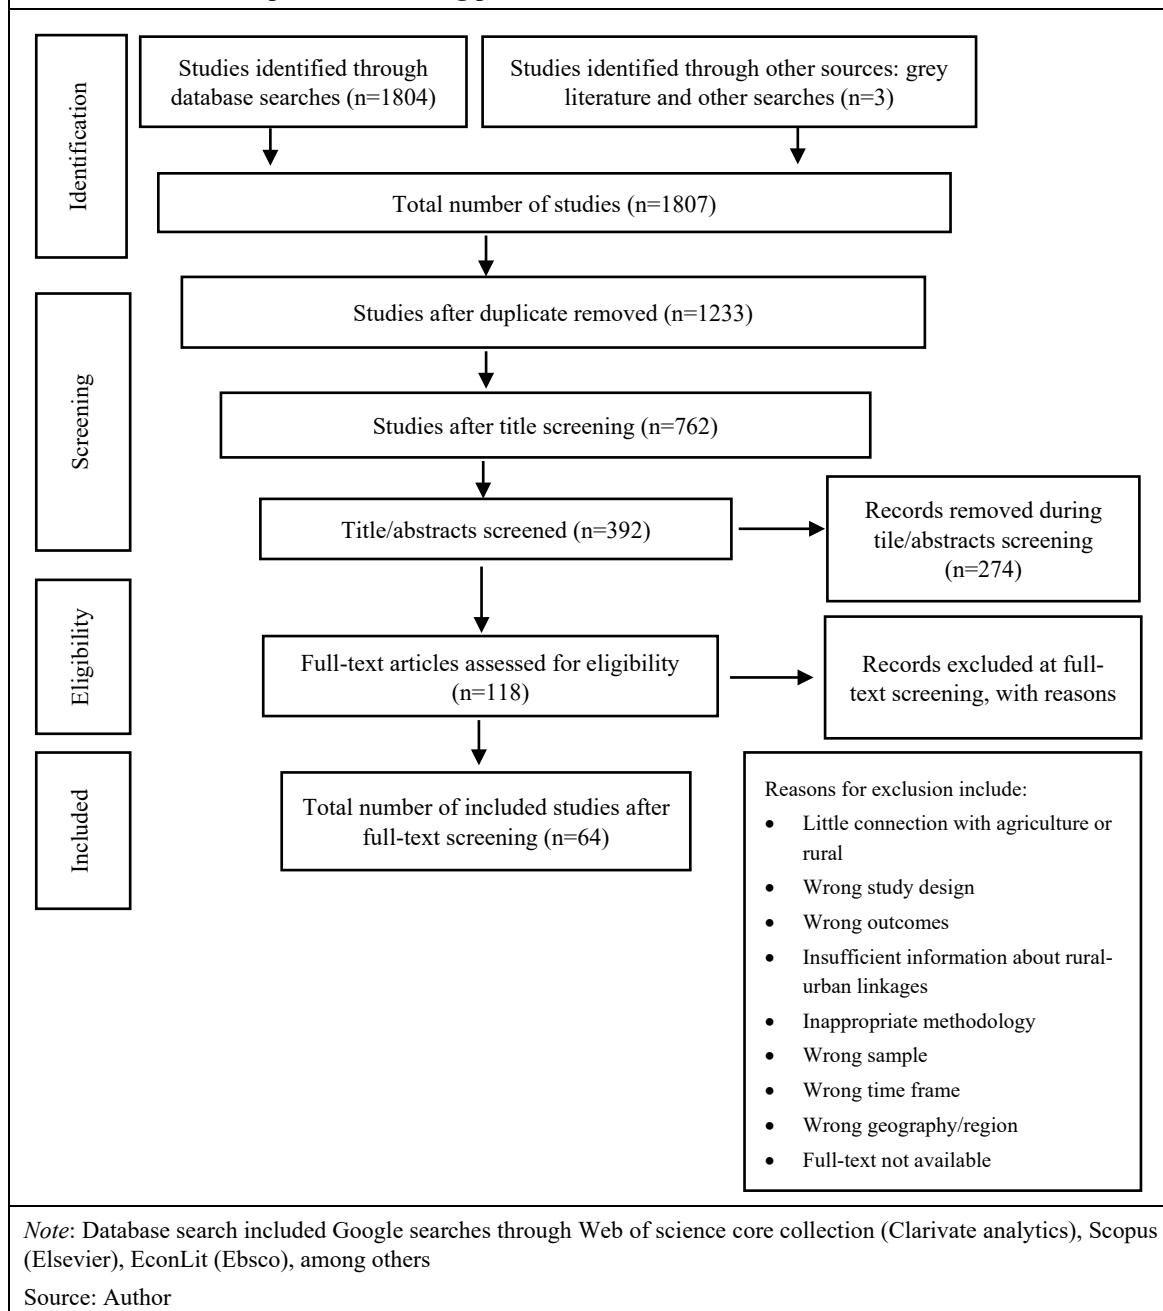 Identification
Studies identified through
database searches (n=1804)
Studies identified through other sources: grey
literature and other searches (n=3)
Total number of studies (n=1807)
Screening
Studies after duplicate removed (n=1233)
Studies after title screening (n=762)
Title/abstracts screened (n=392)
Records removed during
tile/abstracts screening
(n=274)
Eligibility
Full-text articles assessed for eligibility
(n=118)
Records excluded at full-
text screening, with reasons
Included
Total number of included studies after
full-text screening (n=64)
Reasons for exclusion include:
• Little connection with agriculture or
rural
• Wrong study design
• Wrong outcomes
• Insufficient information about rural-
urban linkages
• Inappropriate methodology
• Wrong sample
• Wrong time frame
• Wrong geography/region
• Full-text not available
Note: Database search included Google searches through Web of science core collection (Clarivate analytics), Scopus
(Elsevier), EconLit (Ebsco), among others
Source: Author